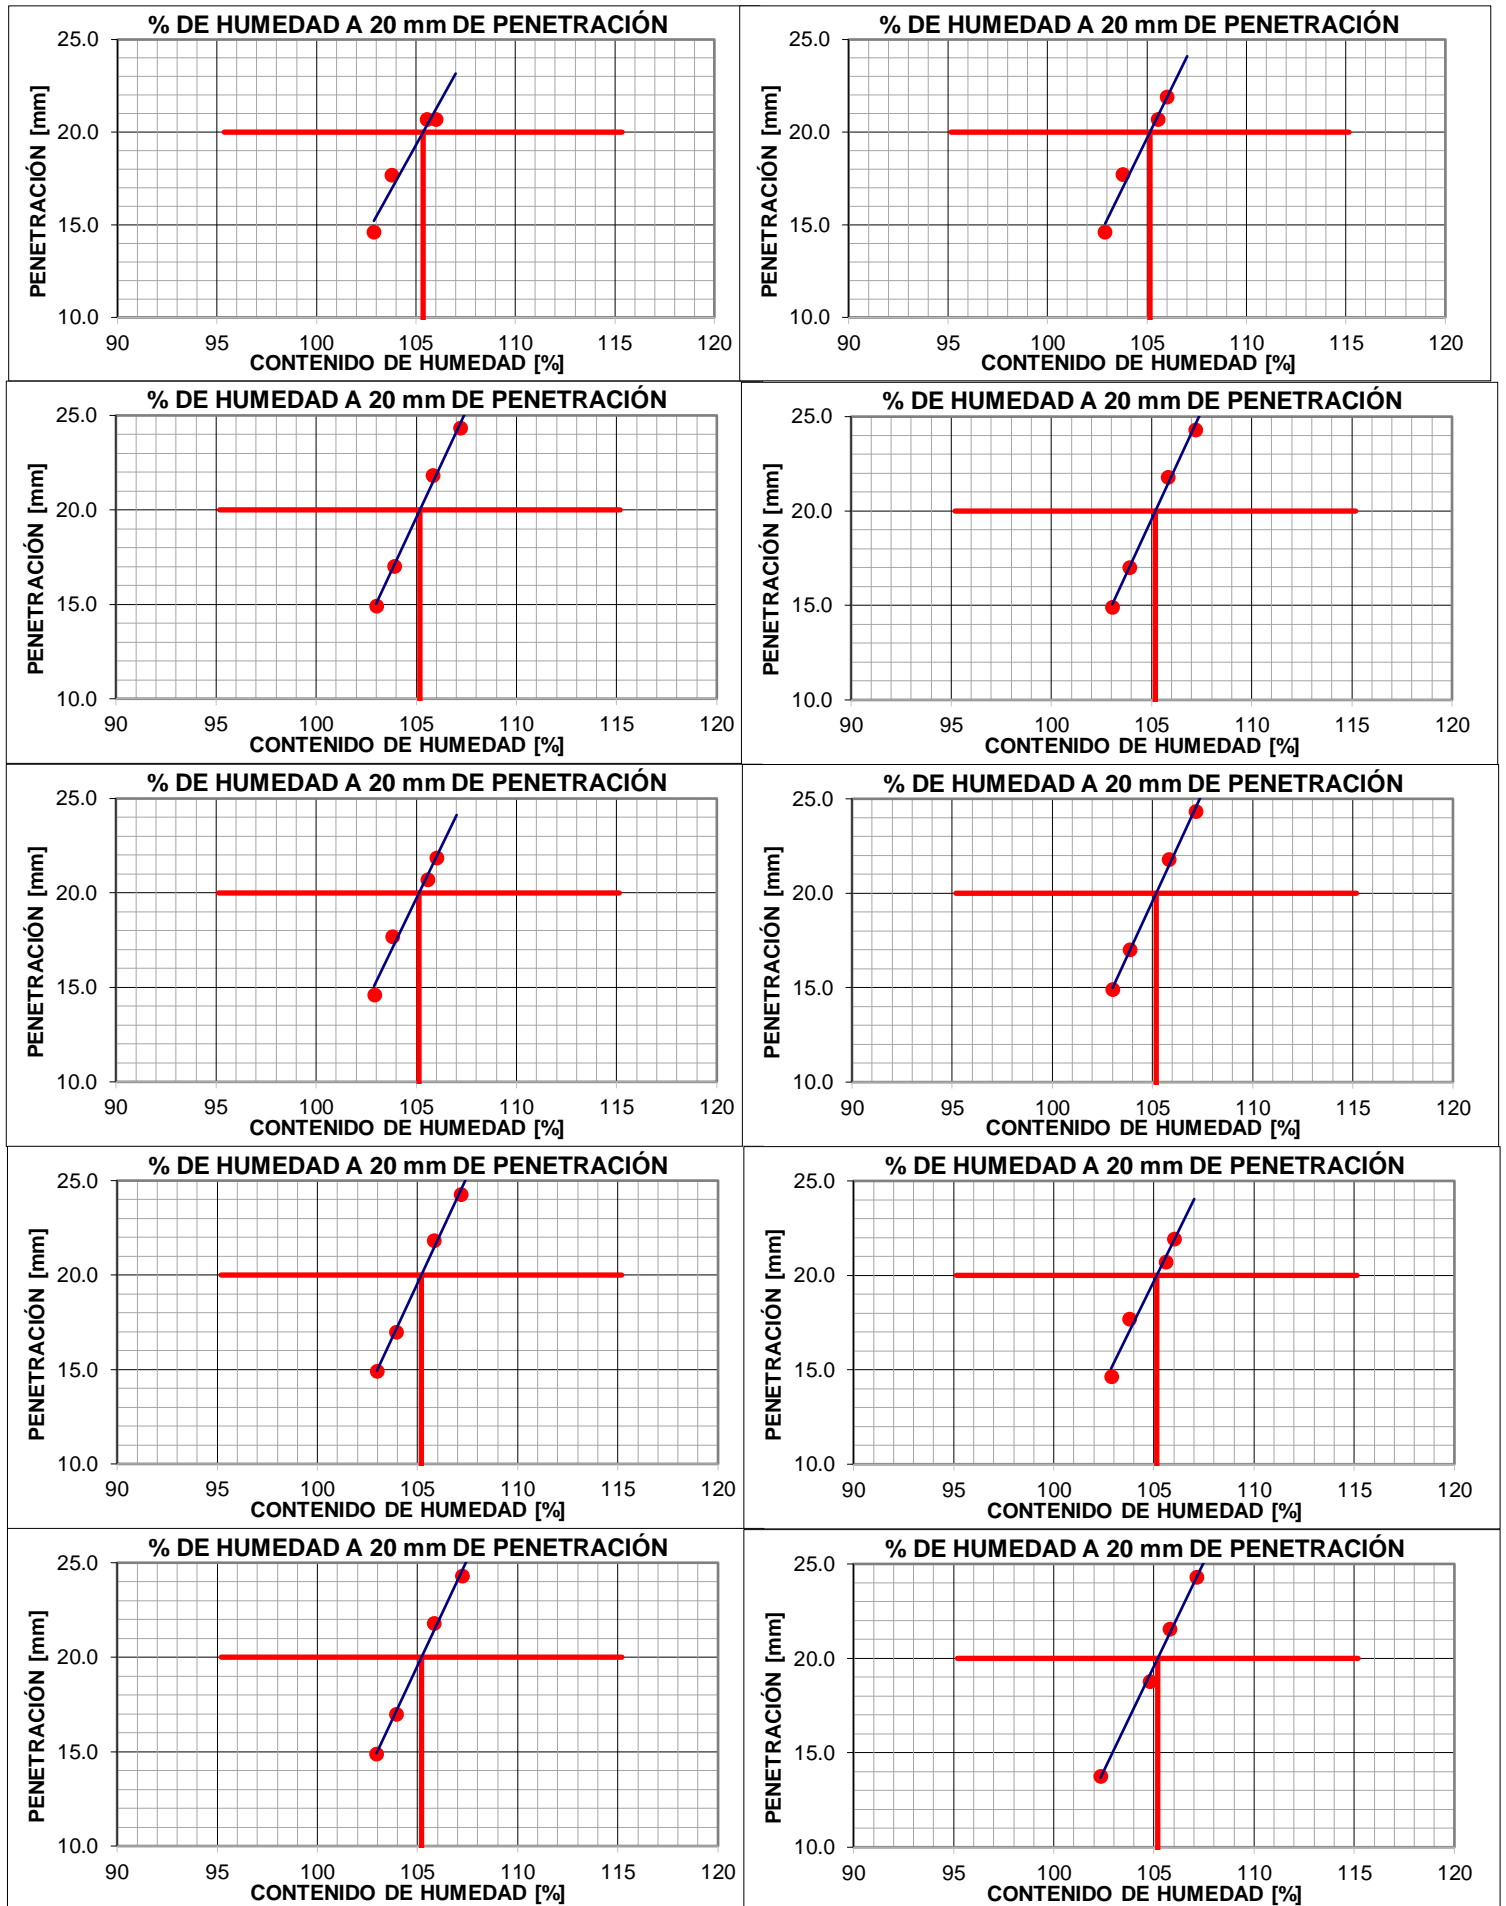 % DE HUMEDAD A 20 mm DE PENETRACIÓN
25.0
20.0
15.0
10.0
PENETRACIÓN [mm]
90 95 100 105 110 115 120
CONTENIDO DE HUMEDAD [%]
% DE HUMEDAD A 20 mm DE PENETRACIÓN
25.0
20.0
15.0
10.0
PENETRACIÓN [mm]
90 95 100 105 110 115 120
CONTENIDO DE HUMEDAD [%]
% DE HUMEDAD A 20 mm DE PENETRACIÓN
25.0
20.0
15.0
10.0
PENETRACIÓN [mm]
90 95 100 105 110 115 120
CONTENIDO DE HUMEDAD [%]
% DE HUMEDAD A 20 mm DE PENETRACIÓN
25.0
20.0
15.0
10.0
PENETRACIÓN [mm]
90 95 100 105 110 115 120
CONTENIDO DE HUMEDAD [%]
% DE HUMEDAD A 20 mm DE PENETRACIÓN
25.0
20.0
15.0
10.0
PENETRACIÓN [mm]
90 95 100 105 110 115 120
CONTENIDO DE HUMEDAD [%]
% DE HUMEDAD A 20 mm DE PENETRACIÓN
25.0
20.0
15.0
10.0
PENETRACIÓN [mm]
90 95 100 105 110 115 120
CONTENIDO DE HUMEDAD [%]
% DE HUMEDAD A 20 mm DE PENETRACIÓN
25.0
20.0
15.0
10.0
PENETRACIÓN [mm]
90 95 100 105 110 115 120
CONTENIDO DE HUMEDAD [%]
% DE HUMEDAD A 20 mm DE PENETRACIÓN
25.0
20.0
15.0
10.0
PENETRACIÓN [mm]
90 95 100 105 110 115 120
CONTENIDO DE HUMEDAD [%]
% DE HUMEDAD A 20 mm DE PENETRACIÓN
25.0
20.0
15.0
10.0
PENETRACIÓN [mm]
90 95 100 105 110 115 120
CONTENIDO DE HUMEDAD [%]
% DE HUMEDAD A 20 mm DE PENETRACIÓN
25.0
20.0
15.0
10.0
PENETRACIÓN [mm]
90 95 100 105 110 115 120
CONTENIDO DE HUMEDAD [%]